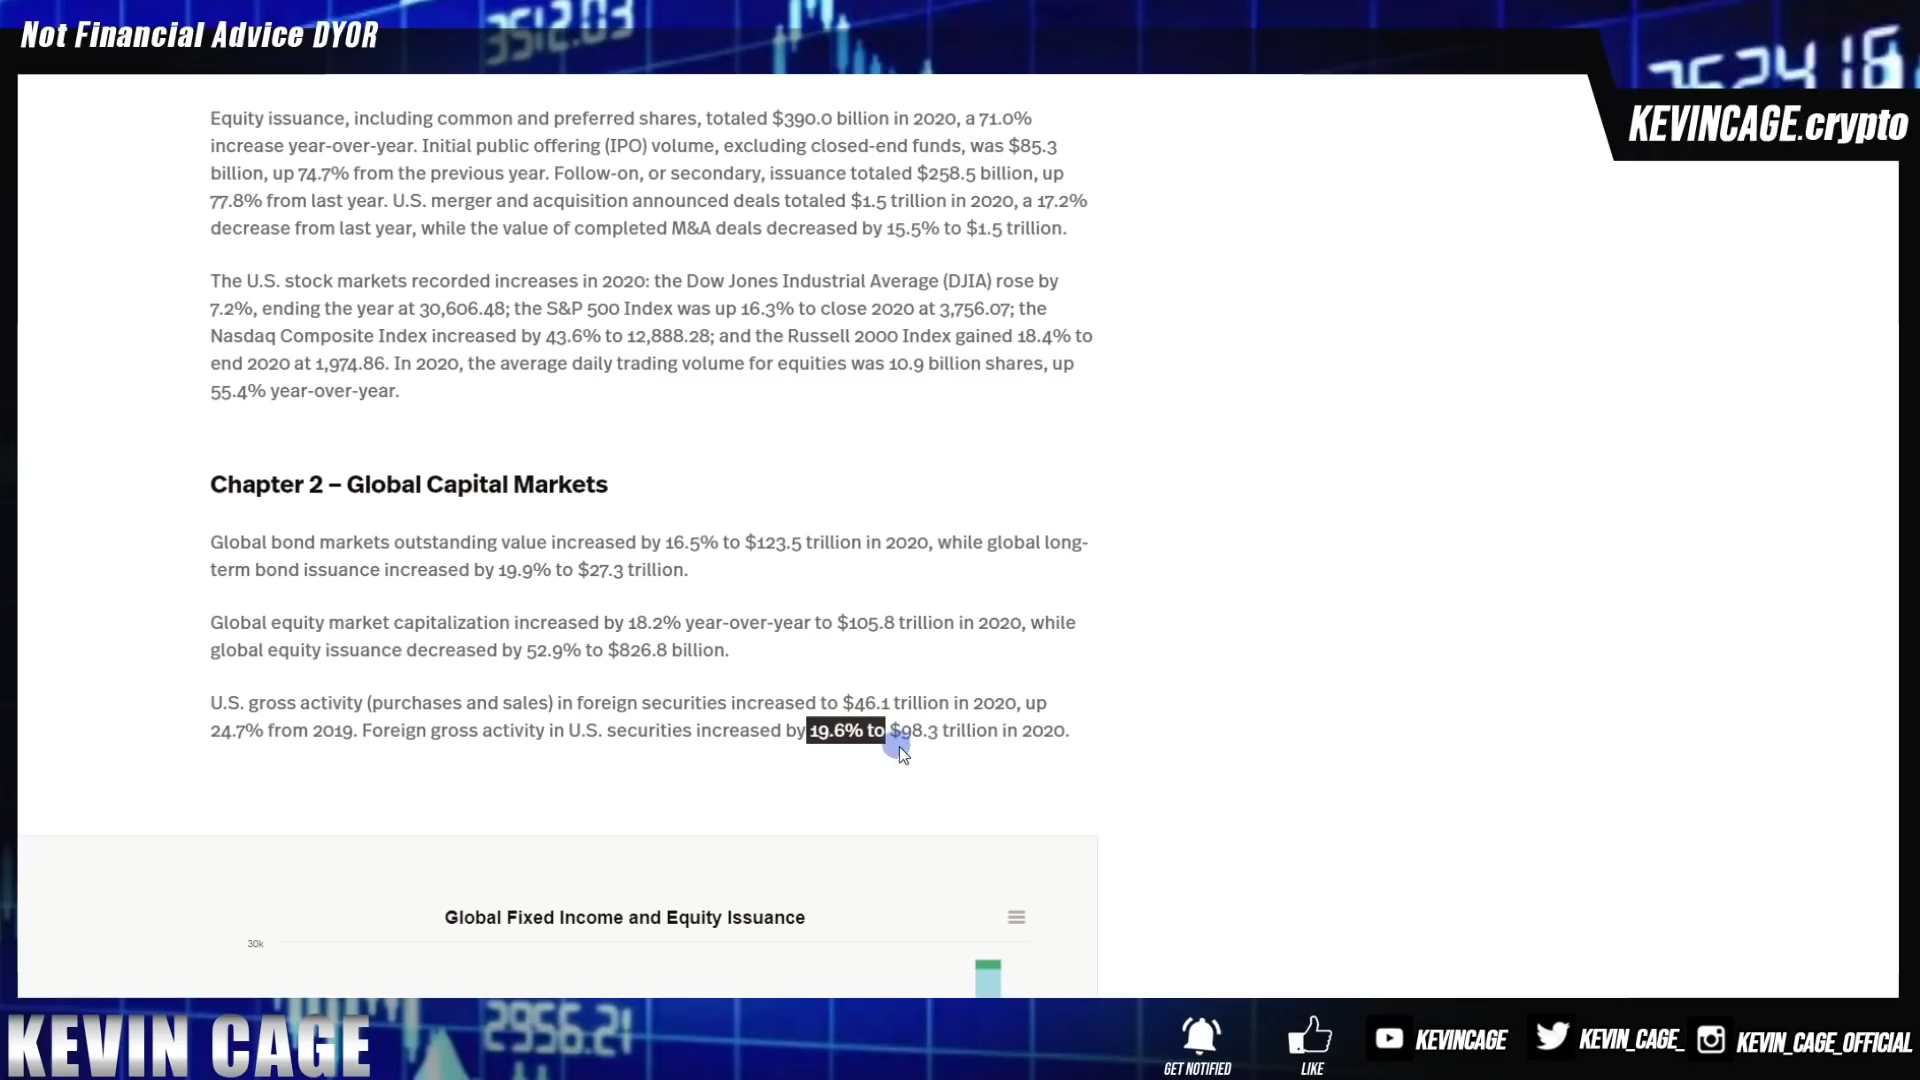 Not Financial Advice DYOR
3512.03
KEVINCAGE.crypto
Equity issuance, including common and preferred shares, totaled $390.0 billion in 2020, a 71.0%
increase year-over-year. Initial public offering (IPO) volume, excluding closed-end funds, was $85.3
billion, up 74.7% from the previous year. Follow-on, or secondary, issuance totaled $258.5 billion, up
77.8% from last year. U.S. merger and acquisition announced deals totaled $1.5 trillion in 2020, a 17.2%
decrease from last year, while the value of completed M&A deals decreased by 15.5% to $1.5 trillion.
The U.S. stock markets recorded increases in 2020: the Dow Jones Industrial Average (DJIA) rose by
7.2%, ending the year at 30,606.48; the S&P 500 Index was up 16.3% to close 2020 at 3,756.07; the
Nasdaq Composite Index increased by 43.6% to 12,888.28; and the Russell 2000 Index gained 18.4% to
end 2020 at 1,974.86. In 2020, the average daily trading volume for equities was 10.9 billion shares, up
55.4% year-over-year.
Chapter 2 – Global Capital Markets
Global bond markets outstanding value increased by 16.5% to $123.5 trillion in 2020, while global long-
term bond issuance increased by 19.9% to $27.3 trillion.
Global equity market capitalization increased by 18.2% year-over-year to $105.8 trillion in 2020, while
global equity issuance decreased by 52.9% to $826.8 billion.
U.S. gross activity (purchases and sales) in foreign securities increased to $46.1 trillion in 2020, up
24.7% from 2019. Foreign gross activity in U.S. securities increased by 19.6% to $98.3 trillion in 2020.
Global Fixed Income and Equity Issuance
30k
KEVIN CAGE
2956.21
GET NOTIFIED
LIKE
KEVINCAGE
KEVIN_CAGE_
KEVIN_CAGE_OFFICIAL